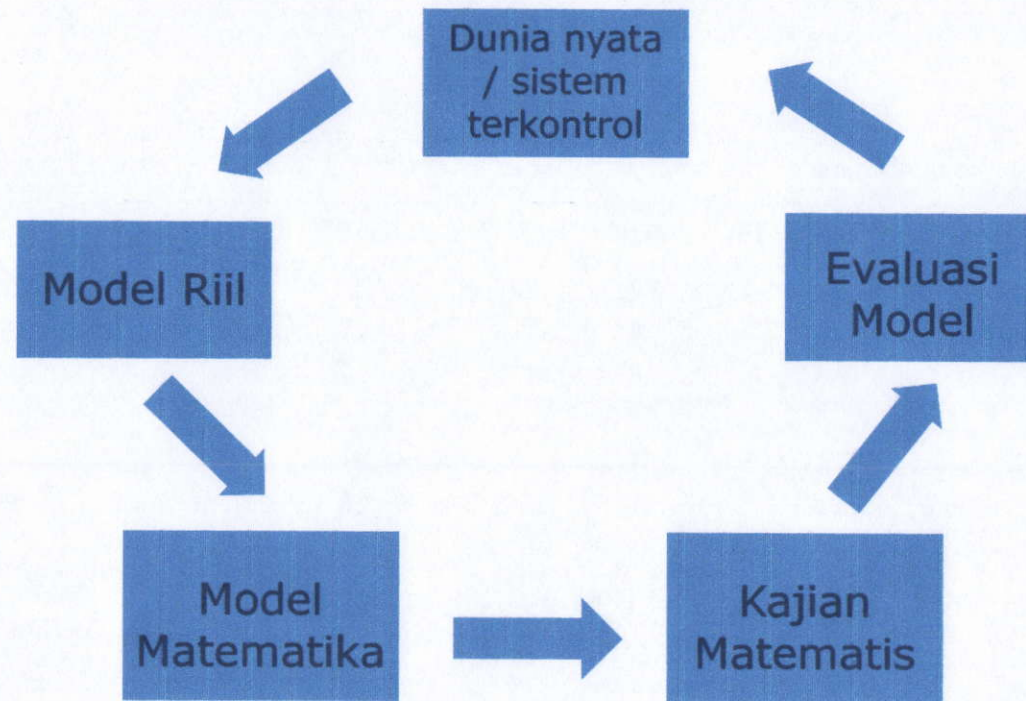 Dunia nyata
/ sistem
terkontrol
Model Riil
Model
Matematika
Kajian
Matematis
Evaluasi
Model